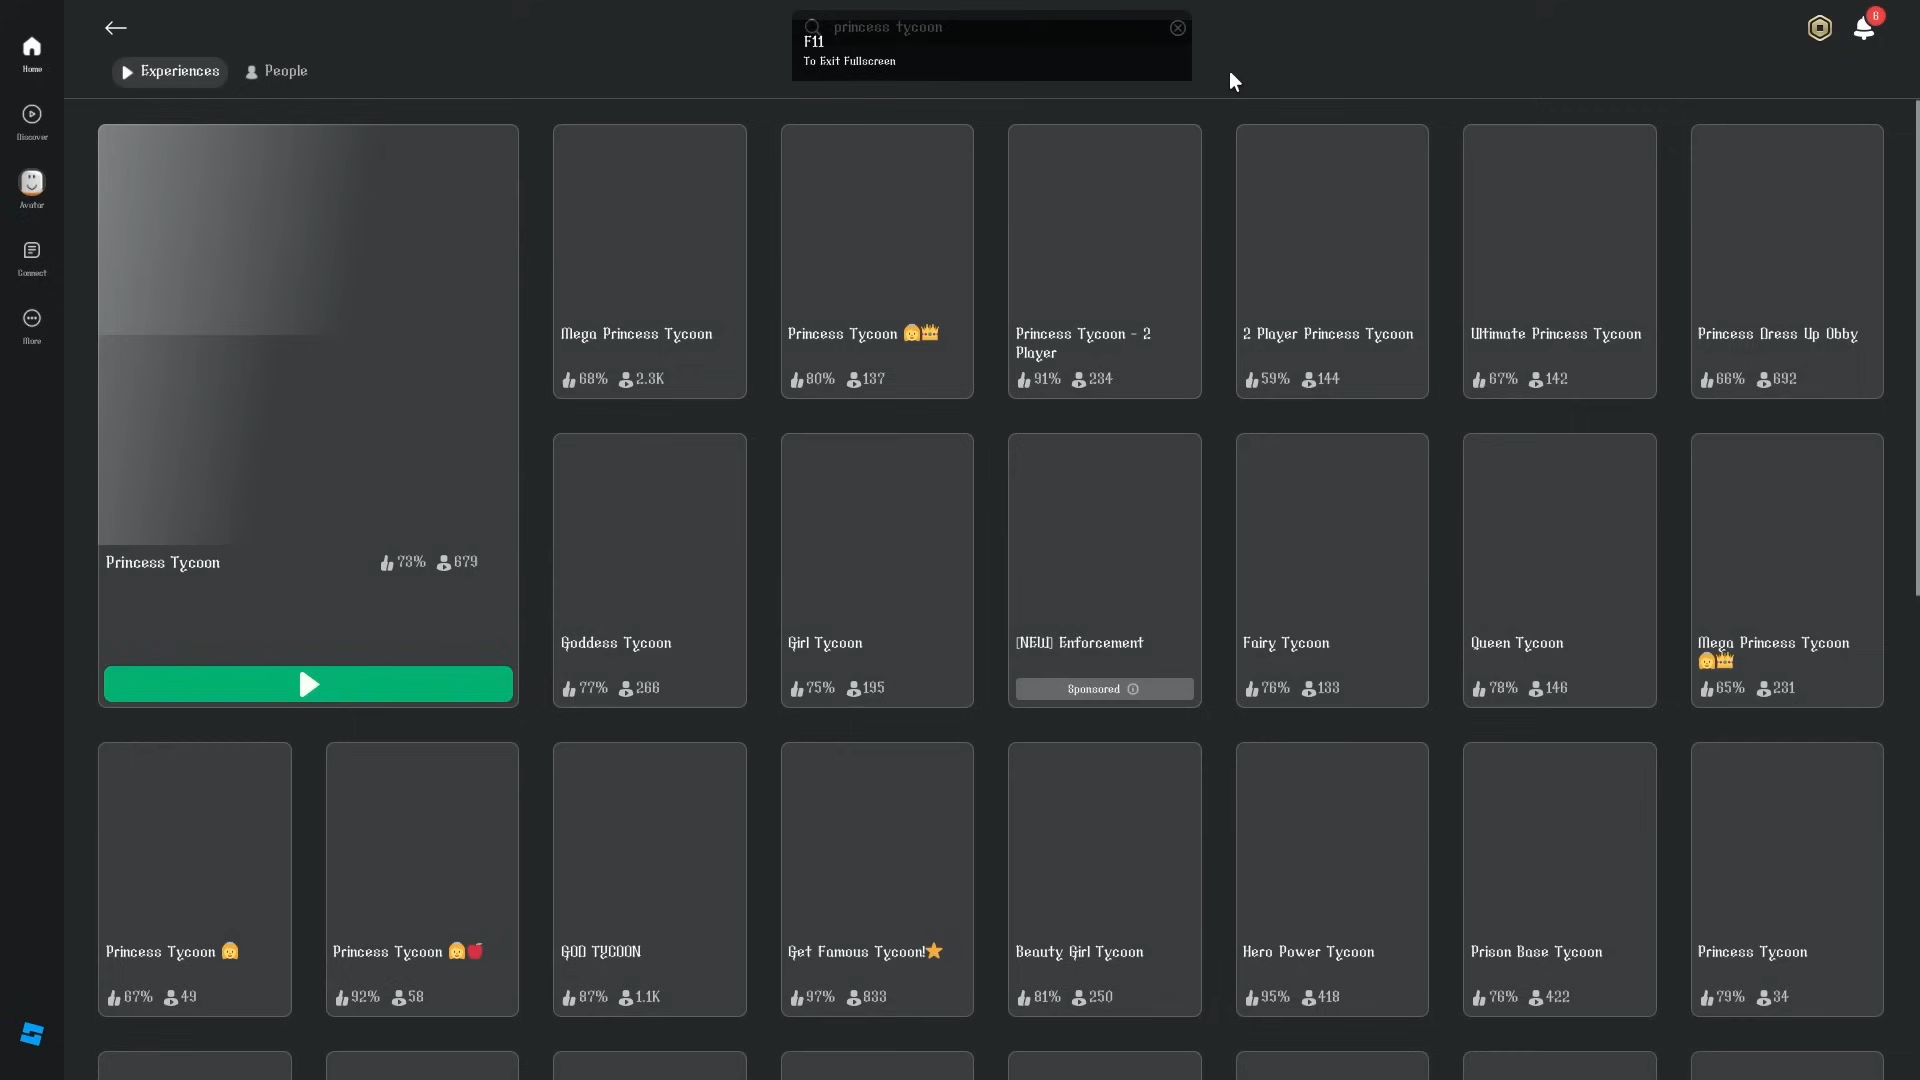 princess tycoon
F11
To Exit Fullscreen
6
Home
Discover
Avatar
Connect
More
Experiences
People
Princess Tycoon
73% 679
Mega Princess Tycoon
68% 2.3K
Princess Tycoon 👸👑
80% 137
Princess Tycoon - 2
Player
91% 234
2 Player Princess Tycoon
59% 144
Ultimate Princess Tycoon
67% 142
Princess Dress Up Obby
66% 692
Goddess Tycoon
77% 266
Girl Tycoon
75% 195
[NEW] Enforcement
Sponsored
Fairy Tycoon
76% 133
Queen Tycoon
78% 146
Mega Princess Tycoon
👸👑
65% 231
Princess Tycoon 👸
67% 49
Princess Tycoon 👸🍎
92% 58
GOD TYCOON
87% 1.1K
Get Famous Tycoon!⭐
97% 833
Beauty Girl Tycoon
81% 250
Hero Power Tycoon
95% 418
Prison Base Tycoon
76% 422
Princess Tycoon
79% 34